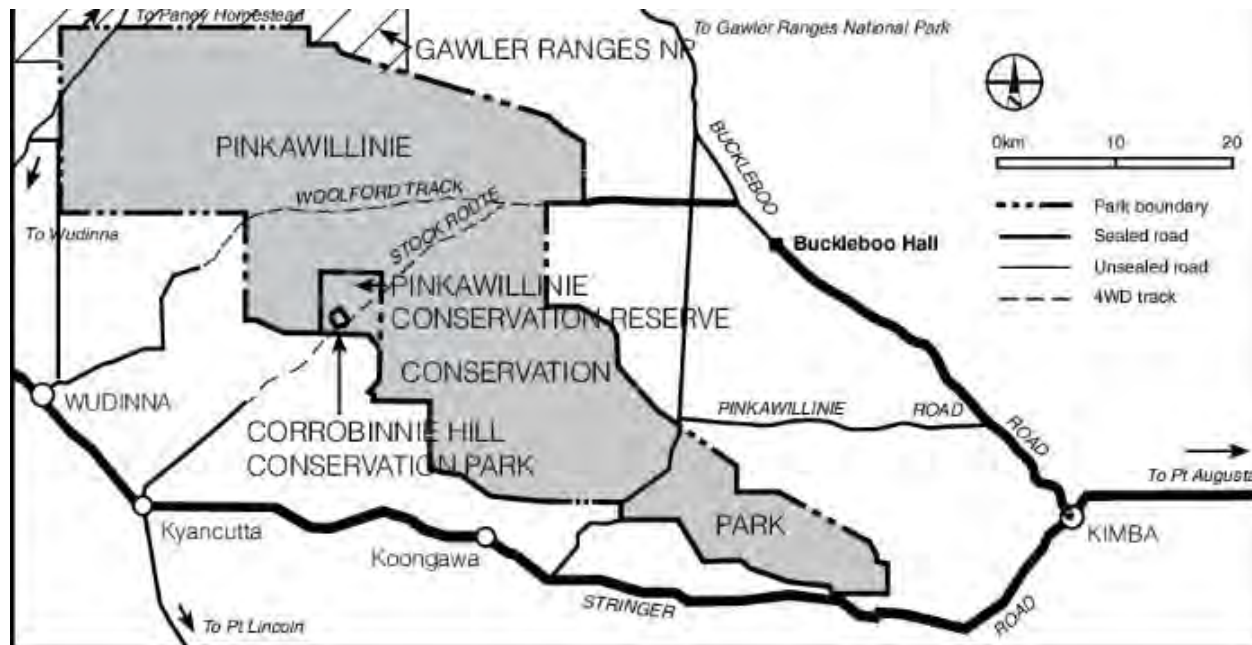 To Paney Homestead
To Gawler Ranges National Park
GAWLER RANGES NP
0km 10 20
PINKAWILLINIE
BUCKLEBOO
WOOLFORD TRACK
STOCK ROUTE
Park boundary
To Wudinna
Buckleboo Hall
Sealed road
Unsealed road
PINKAWILLINIE
CONSERVATION RESERVE
4WD track
CONSERVATION
WUDINNA
PINKAWILLINIE ROAD
ROAD
CORROBINNIE HILL
CONSERVATION PARK
To Pt Augusta
PARK
Kyancutta
KIMBA
Koongawa
STRINGER
ROAD
To Pt Lincoln